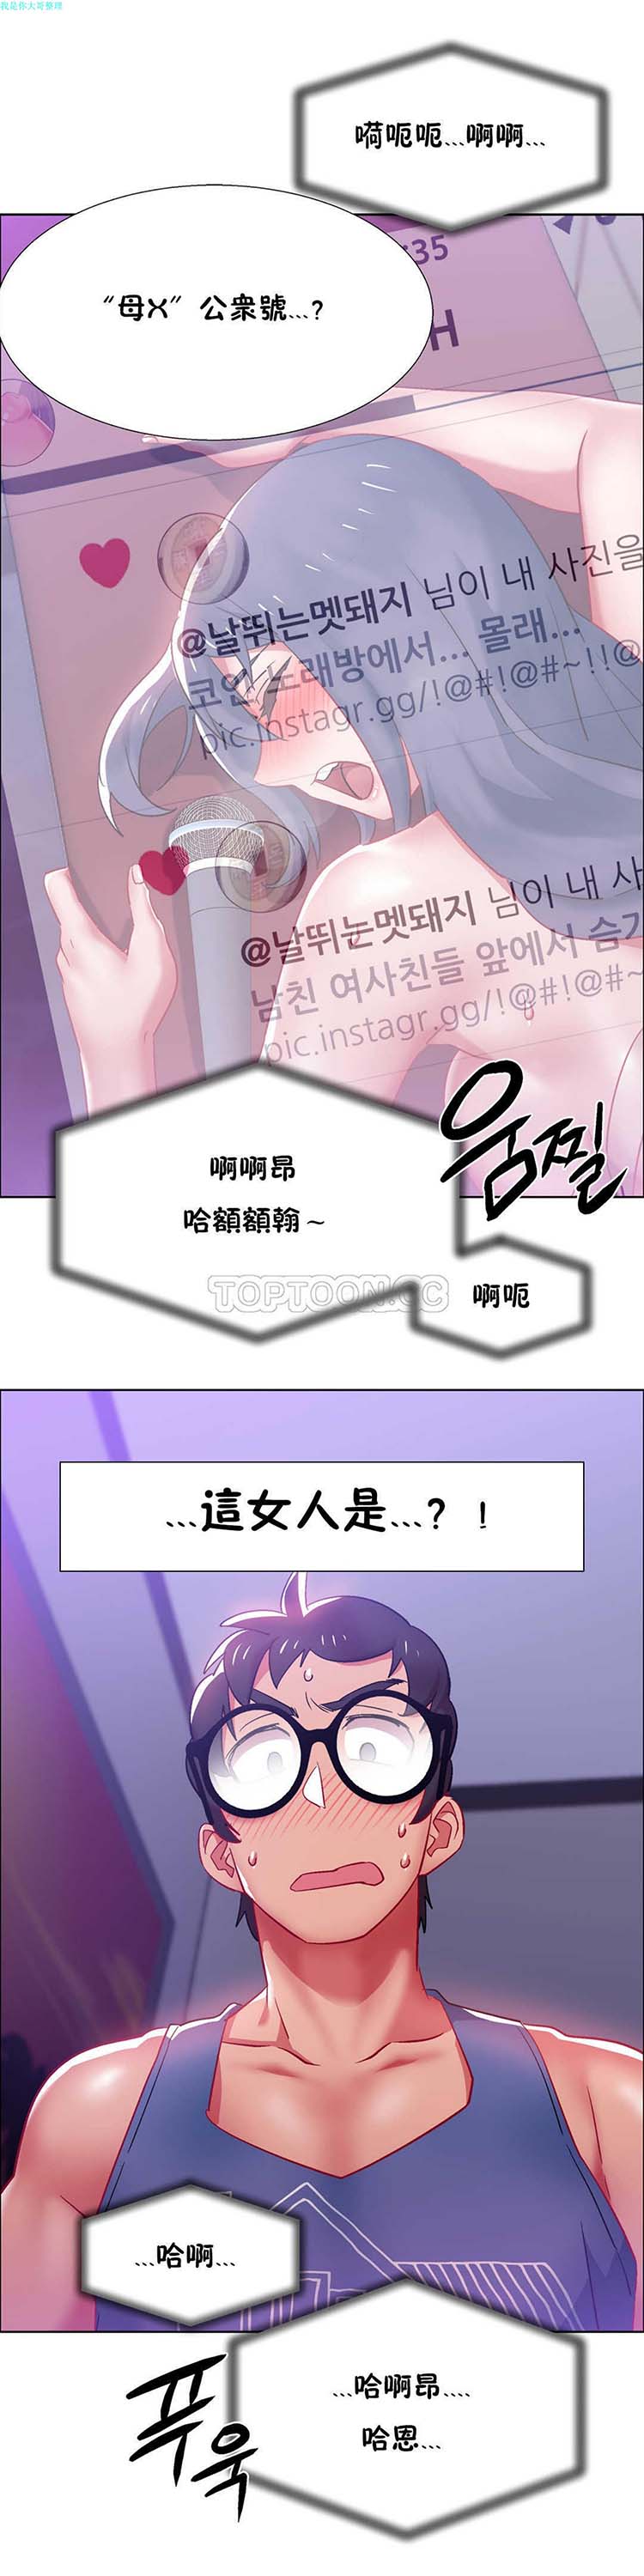 我是你大哥整理
嗬呃呃...啊啊...
:35
“母X” 公衆號...?
H
@날뛰는멧돼지 님이 내 사진을
코인 노래방에서... 몰래...
pic.instagr.gg/!@#!@#~!!@
@날뛰는멧돼지 님이 내 사
남친 여사친들 앞에서 숨
pic.instagr.gg/!@#!@#~
움찔
啊啊昂
哈額額翰~
TOPTOON.CC
啊呃
...這女人是...? !
...哈啊...
...哈啊昂....
哈恩...
푸욱